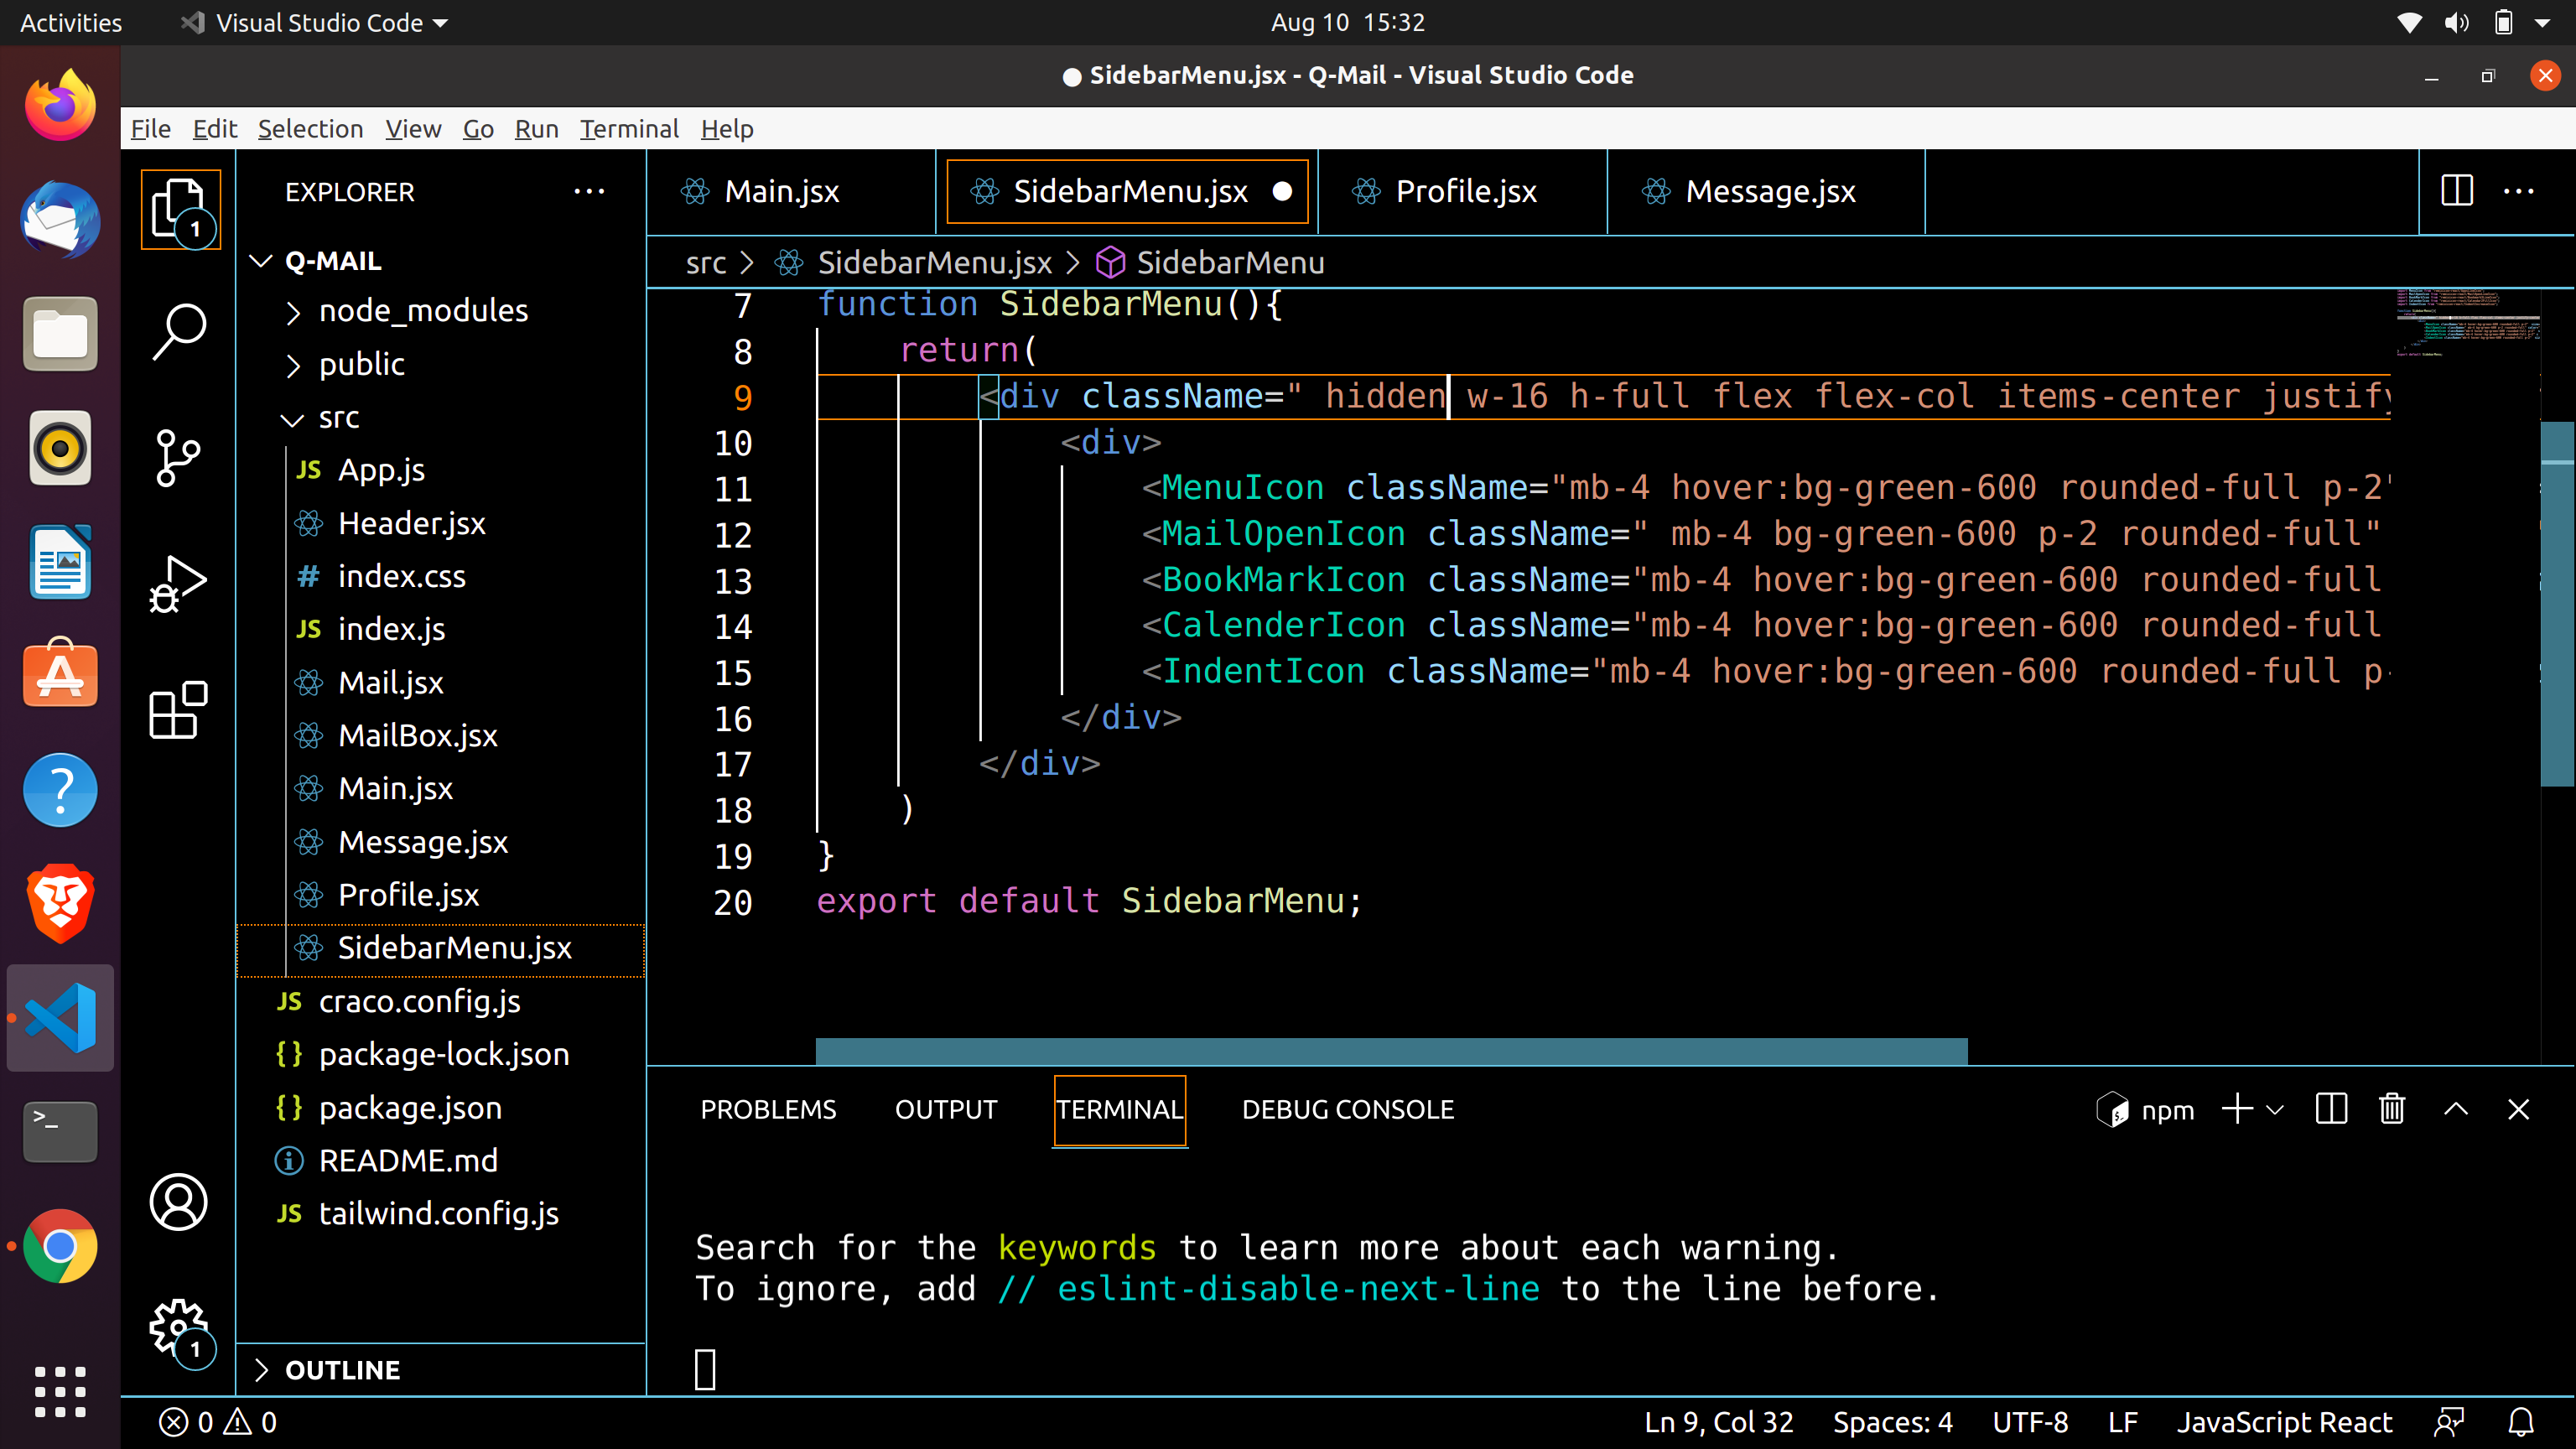 Activities Visual Studio Code Aug 10 15:32
SidebarMenu.jsx - Q-Mail - Visual Studio Code
File Edit Selection View Go Run Terminal Help
EXPLORER
Q-MAIL
node_modules
public
src
JS App.js
Header.jsx
# index.css
JS index.js
Mail.jsx
MailBox.jsx
Main.jsx
Message.jsx
Profile.jsx
SidebarMenu.jsx
JS craco.config.js
{} package-lock.json
{} package.json
README.md
JS tailwind.config.js
OUTLINE
1
1
Main.jsx SidebarMenu.jsx Profile.jsx Message.jsx
src > SidebarMenu.jsx > SidebarMenu
7 function SidebarMenu(){
8 return(
9 <div className=" hidden w-16 h-full flex flex-col items-center justify
10 <div>
11 <MenuIcon className="mb-4 hover:bg-green-600 rounded-full p-2"
12 <MailOpenIcon className=" mb-4 bg-green-600 p-2 rounded-full"
13 <BookMarkIcon className="mb-4 hover:bg-green-600 rounded-full
14 <CalenderIcon className="mb-4 hover:bg-green-600 rounded-full
15 <IndentIcon className="mb-4 hover:bg-green-600 rounded-full p-
16 </div>
17 </div>
18 )
19 }
20 export default SidebarMenu;
PROBLEMS OUTPUT TERMINAL DEBUG CONSOLE npm
Search for the keywords to learn more about each warning.
To ignore, add // eslint-disable-next-line to the line before.
0 0 Ln 9, Col 32 Spaces: 4 UTF-8 LF JavaScript React